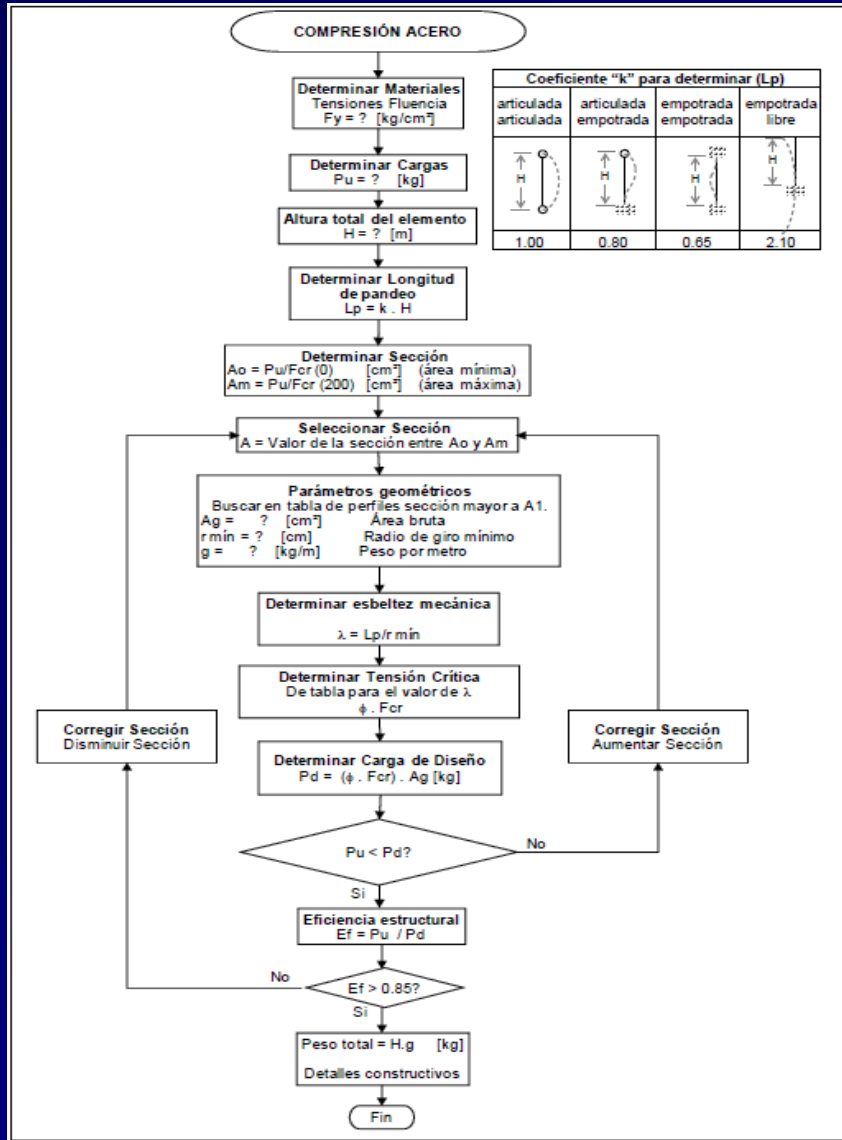 COMPRESIÓN ACERO
Determinar Materiales
Tensiones Fluencia
Fy = ? [kg/cm²]
Determinar Cargas
Pu = ? [kg]
Altura total del elemento
H = ? [m]
Determinar Longitud
de pandeo
Lp = k . H
Coeficiente "k" para determinar (Lp)
articulada articulada empotrada empotrada
articulada empotrada empotrada libre
H H H H
1.00 0.80 0.65 2.10
Determinar Sección
Ao = Pu/Fcr (0) [cm²] (área mínima)
Am = Pu/Fcr (200) [cm²] (área máxima)
Seleccionar Sección
A = Valor de la sección entre Ao y Am
Parámetros geométricos
Buscar en tabla de perfiles sección mayor a A1.
Ag = ? [cm²] Área bruta
r mín = ? [cm] Radio de giro mínimo
g = ? [kg/m] Peso por metro
Determinar esbeltez mecánica
λ = Lp/r mín
Determinar Tensión Crítica
De tabla para el valor de λ
ϕ . Fcr
Corregir Sección
Disminuir Sección
Corregir Sección
Aumentar Sección
Determinar Carga de Diseño
Pd = (ϕ . Fcr) . Ag [kg]
Pu < Pd?
No
Si
Eficiencia estructural
Ef = Pu / Pd
No
Ef > 0.85?
Si
Peso total = H.g [kg]
Detalles constructivos
Fin